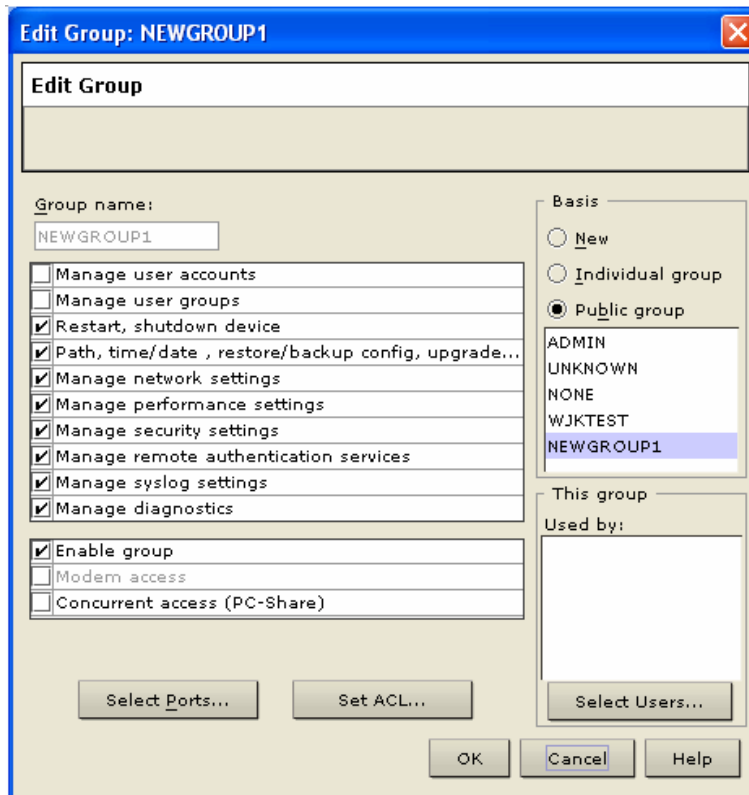 Edit Group: NEWGROUP1
Edit Group
Group name:
NEWGROUP1
Manage user accounts
Manage user groups
Restart, shutdown device
Path, time/date , restore/backup config, upgrade...
Manage network settings
Manage performance settings
Manage security settings
Manage remote authentication services
Manage syslog settings
Manage diagnostics
Enable group
Modem access
Concurrent access (PC-Share)
Select Ports...
Set ACL...
Basis
New
Individual group
Public group
ADMIN
UNKNOWN
NONE
WJKTEST
NEWGROUP1
This group
Used by:
Select Users...
OK
Cancel
Help